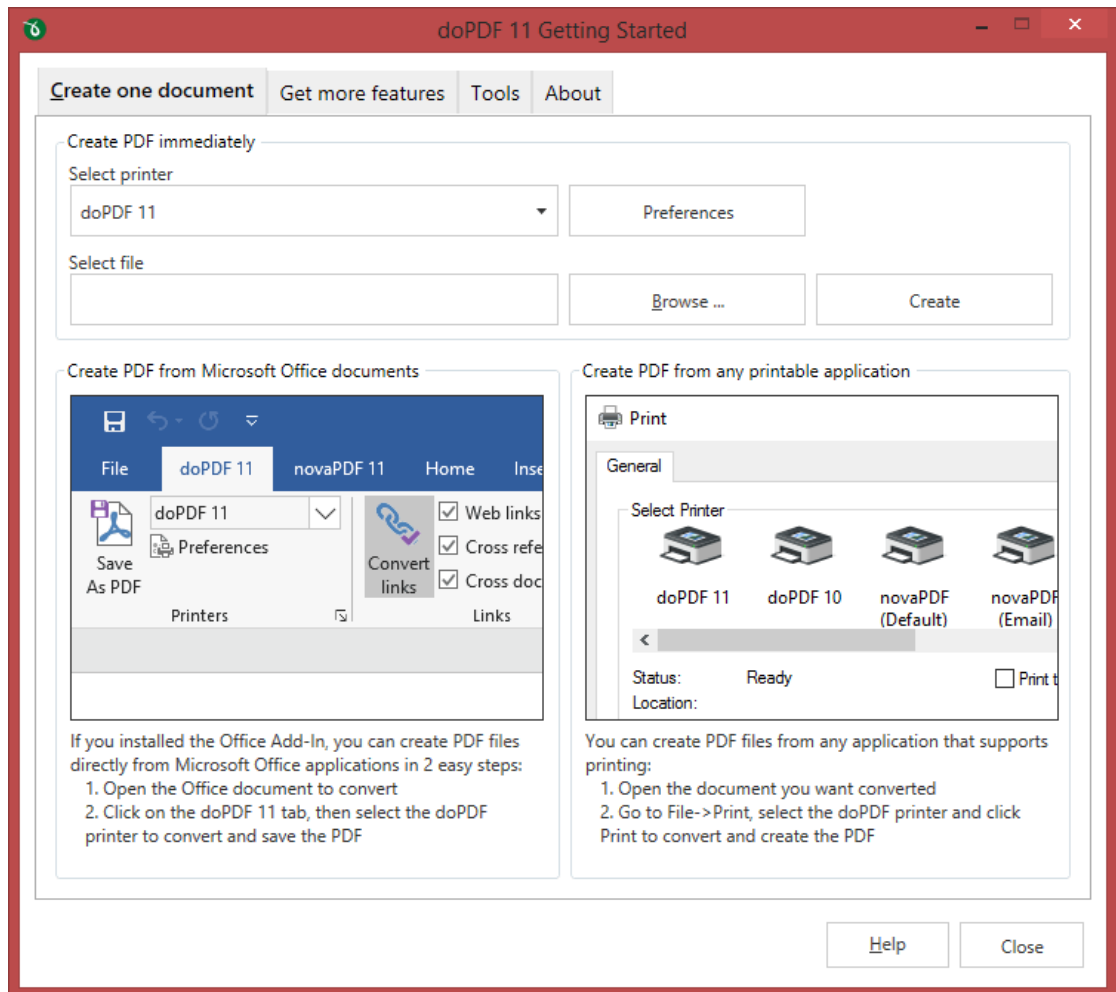 doPDF 11 Getting Started
Create one document
Get more features
Tools
About
Create PDF immediately
Select printer
doPDF 11
Preferences
Select file
Browse ...
Create
Create PDF from Microsoft Office documents
File
doPDF 11
novaPDF 11
Home
Inse
Save
As PDF
doPDF 11
Preferences
Printers
Convert
links
Web links
Cross refe
Cross doc
Links
If you installed the Office Add-In, you can create PDF files
directly from Microsoft Office applications in 2 easy steps:
1. Open the Office document to convert
2. Click on the doPDF 11 tab, then select the doPDF
printer to convert and save the PDF
Create PDF from any printable application
Print
General
Select Printer
doPDF 11
doPDF 10
novaPDF
(Default)
novaPDF
(Email)
Status:
Ready
Print t
Location:
You can create PDF files from any application that supports
printing:
1. Open the document you want converted
2. Go to File->Print, select the doPDF printer and click
Print to convert and create the PDF
Help
Close